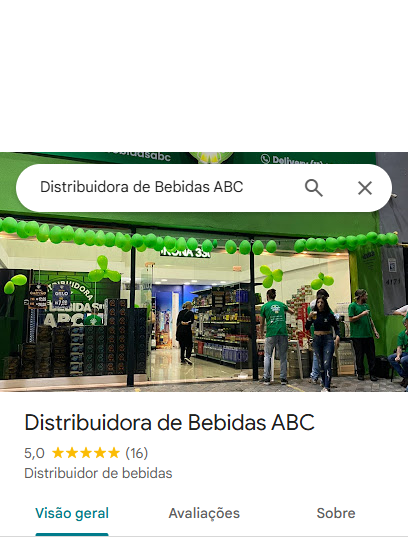 Distribuidora de Bebidas ABC
Delivery
DISTRIBUIDORA
BEBIDAS
ABC
Distribuidora de Bebidas ABC
5,0 ★★★★★ (16)
Distribuidor de bebidas
Visão geral Avaliações Sobre